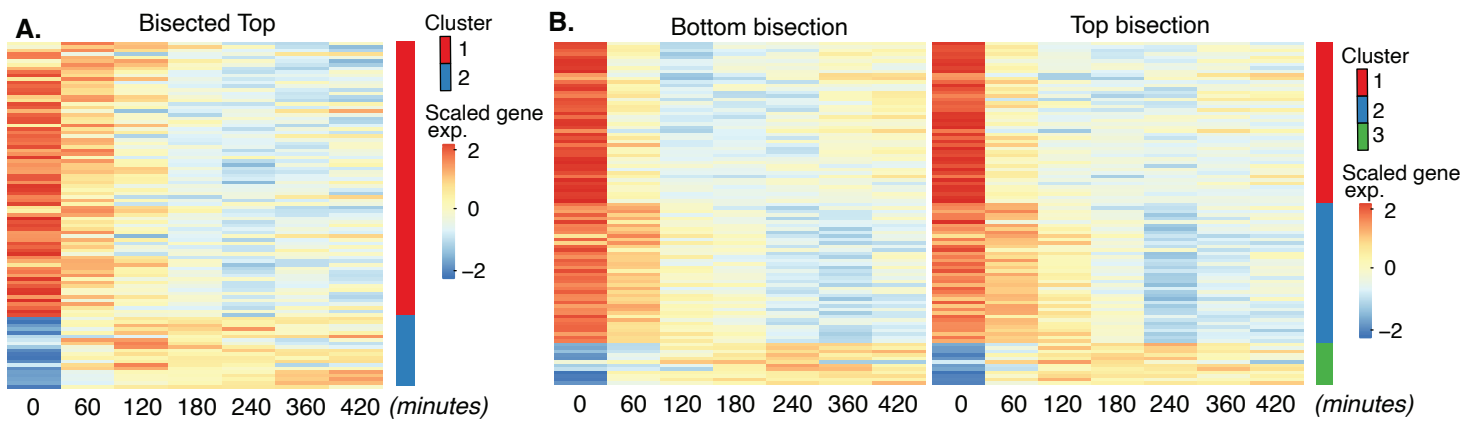 A.
Bisected Top
Cluster
1
2
Scaled gene
exp.
2
0
−2
0 60 120 180 240 360 420 (minutes)
B.
Bottom bisection
Top bisection
Cluster
1
2
3
Scaled gene
exp.
2
0
−2
0 60 120 180 240 360 420
0 60 120 180 240 360 420 (minutes)